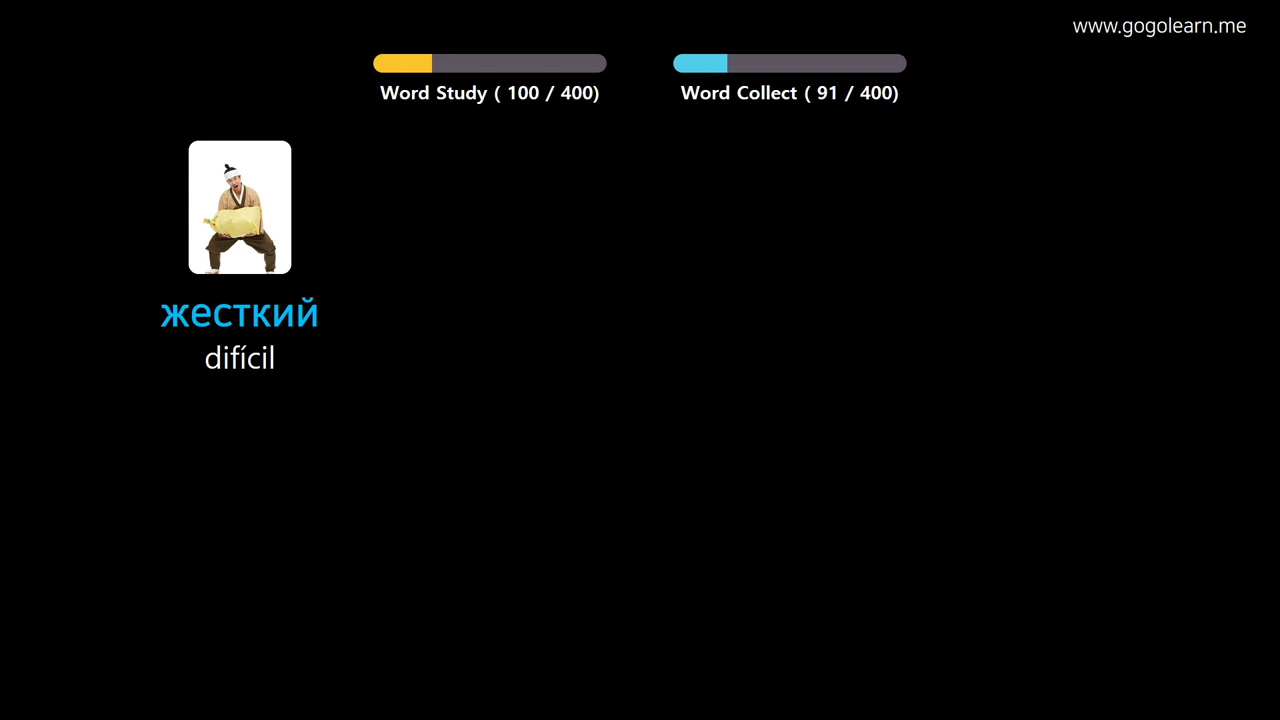 www.gogolearn.me
Word Study ( 100 / 400)
Word Collect ( 91 / 400)
жесткий
difícil